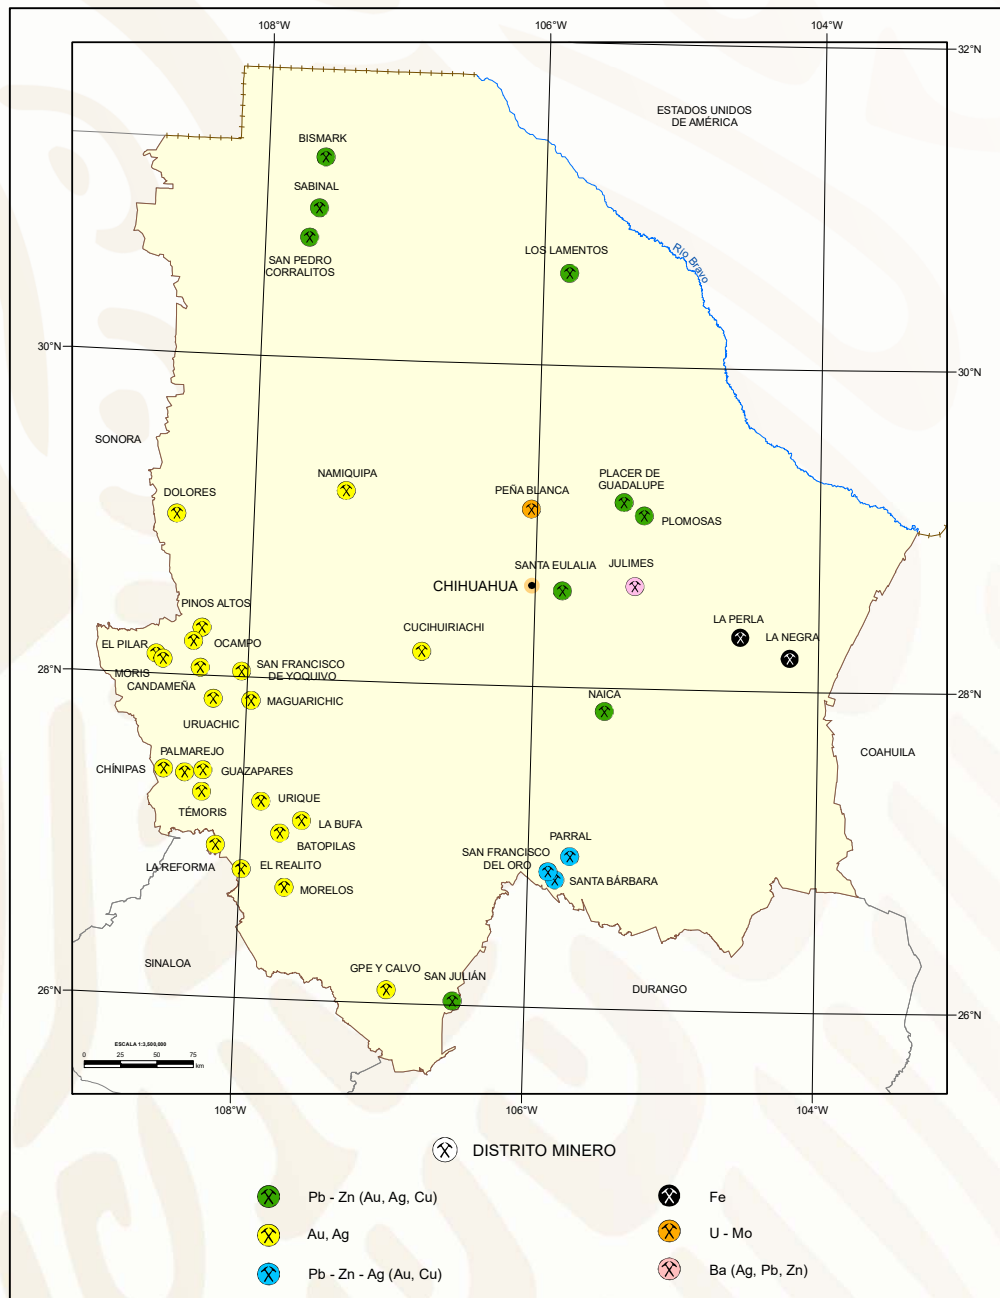 108°W
106°W
104°W
32°N
ESTADOS UNIDOS
DE AMÉRICA
BISMARK
SABINAL
SAN PEDRO
CORRALITOS
LOS LAMENTOS
Río Bravo
30°N
30°N
SONORA
DOLORES
NAMIQUIPA
PEÑA BLANCA
PLACER DE
GUADALUPE
PLOMOSAS
SANTA EULALIA
JULIMES
CHIHUAHUA
PINOS ALTOS
LA PERLA
LA NEGRA
CUCIHUIRIACHI
EL PILAR
OCAMPO
MORIS
SAN FRANCISCO
DE YOQUIVO
28°N
28°N
CANDAMEÑA
MAGUARICHIC
NAICA
URUACHIC
COAHUILA
PALMAREJO
CHÍNIPAS
GUAZAPARES
URIQUE
TÉMORIS
LA BUFA
BATOPILAS
PARRAL
SAN FRANCISCO
DEL ORO
LA REFORMA
EL REALITO
SANTA BÁRBARA
MORELOS
SINALOA
GPE Y CALVO
SAN JULIÁN
DURANGO
26°N
26°N
ESCALA 1:3,500,000
0 25 50 75
km
108°W
106°W
104°W
DISTRITO MINERO
Pb - Zn (Au, Ag, Cu)
Fe
Au, Ag
U - Mo
Pb - Zn - Ag (Au, Cu)
Ba (Ag, Pb, Zn)